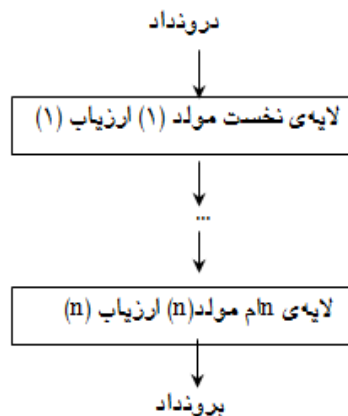 درونداد
لایه‌ی نخست مولد (۱) ارزیاب (۱)
...
لایه‌ی nام مولد(n) ارزیاب (n)
برونداد